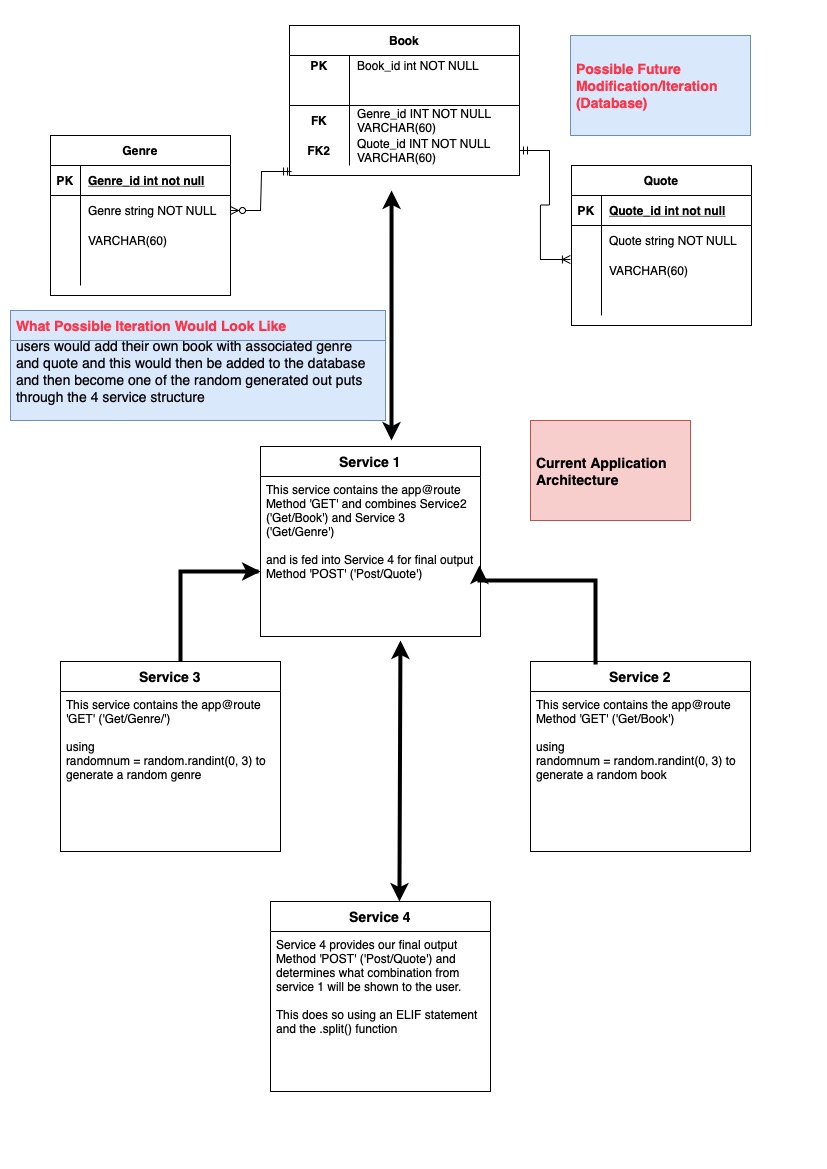 Book
PK Book_id int NOT NULL
FK Genre_id INT NOT NULL
VARCHAR(60)
FK2 Quote_id INT NOT NULL
VARCHAR(60)
Possible Future
Modification/Iteration
(Database)
Genre
PK Genre_id int not null
Genre string NOT NULL
VARCHAR(60)
Quote
PK Quote_id int not null
Quote string NOT NULL
VARCHAR(60)
What Possible Iteration Would Look Like
users would add their own book with associated genre
and quote and this would then be added to the database
and then become one of the random generated out puts
through the 4 service structure
Current Application
Architecture
Service 1
This service contains the app@route
Method 'GET' and combines Service2
('Get/Book') and Service 3
('Get/Genre')
and is fed into Service 4 for final output
Method 'POST' ('Post/Quote')
Service 3
This service contains the app@route
'GET' ('Get/Genre/')
using
randomnum = random.randint(0, 3) to
generate a random genre
Service 2
This service contains the app@route
Method 'GET' ('Get/Book')
using
randomnum = random.randint(0, 3) to
generate a random book
Service 4
Service 4 provides our final output
Method 'POST' ('Post/Quote') and
determines what combination from
service 1 will be shown to the user.
This does so using an ELIF statement
and the .split() function